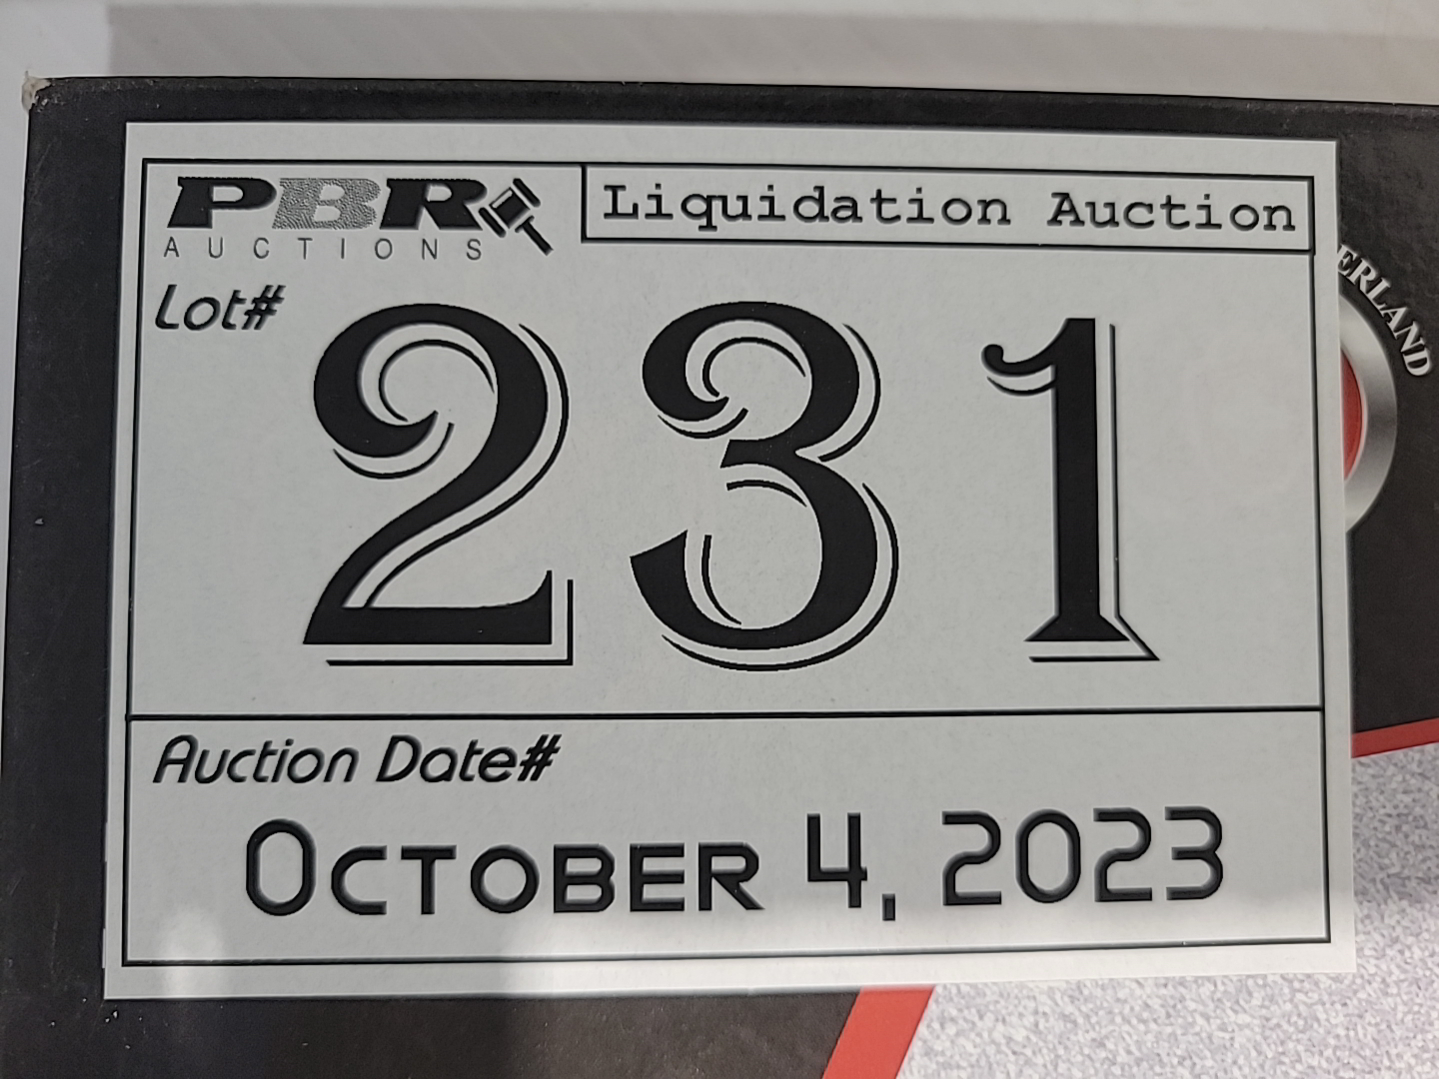 PBR
AUCTIONS
Liquidation Auction
Lot#
231
Auction Date#
OCTOBER 4, 2023